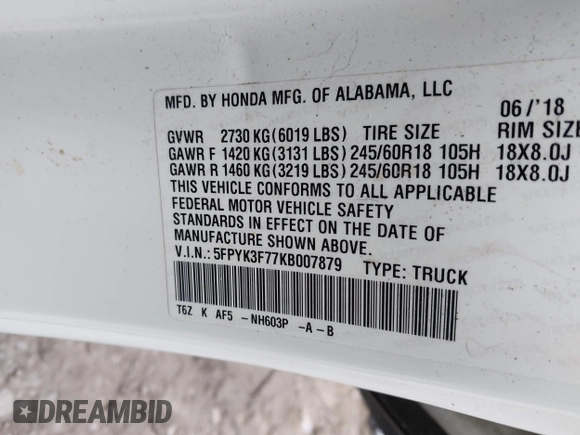 MFD. BY HONDA MFG. OF ALABAMA, LLC 06/'18
GVWR 2730 KG(6019 LBS) TIRE SIZE RIM SIZE
GAWR F 1420 KG(3131 LBS)245/60R18 105H 18X8.0J
GAWR R 1460 KG(3219 LBS)245/60R18 105H 18X8.0J
THIS VEHICLE CONFORMS TO ALL APPLICABLE
FEDERAL MOTOR VEHICLE SAFETY
STANDARDS IN EFFECT ON THE DATE OF
MANUFACTURE SHOWN ABOVE.
V.I.N.: 5FPYK3F77KB007879 TYPE: TRUCK
T6Z K AF5 -NH603P -A-B
DREAMBID